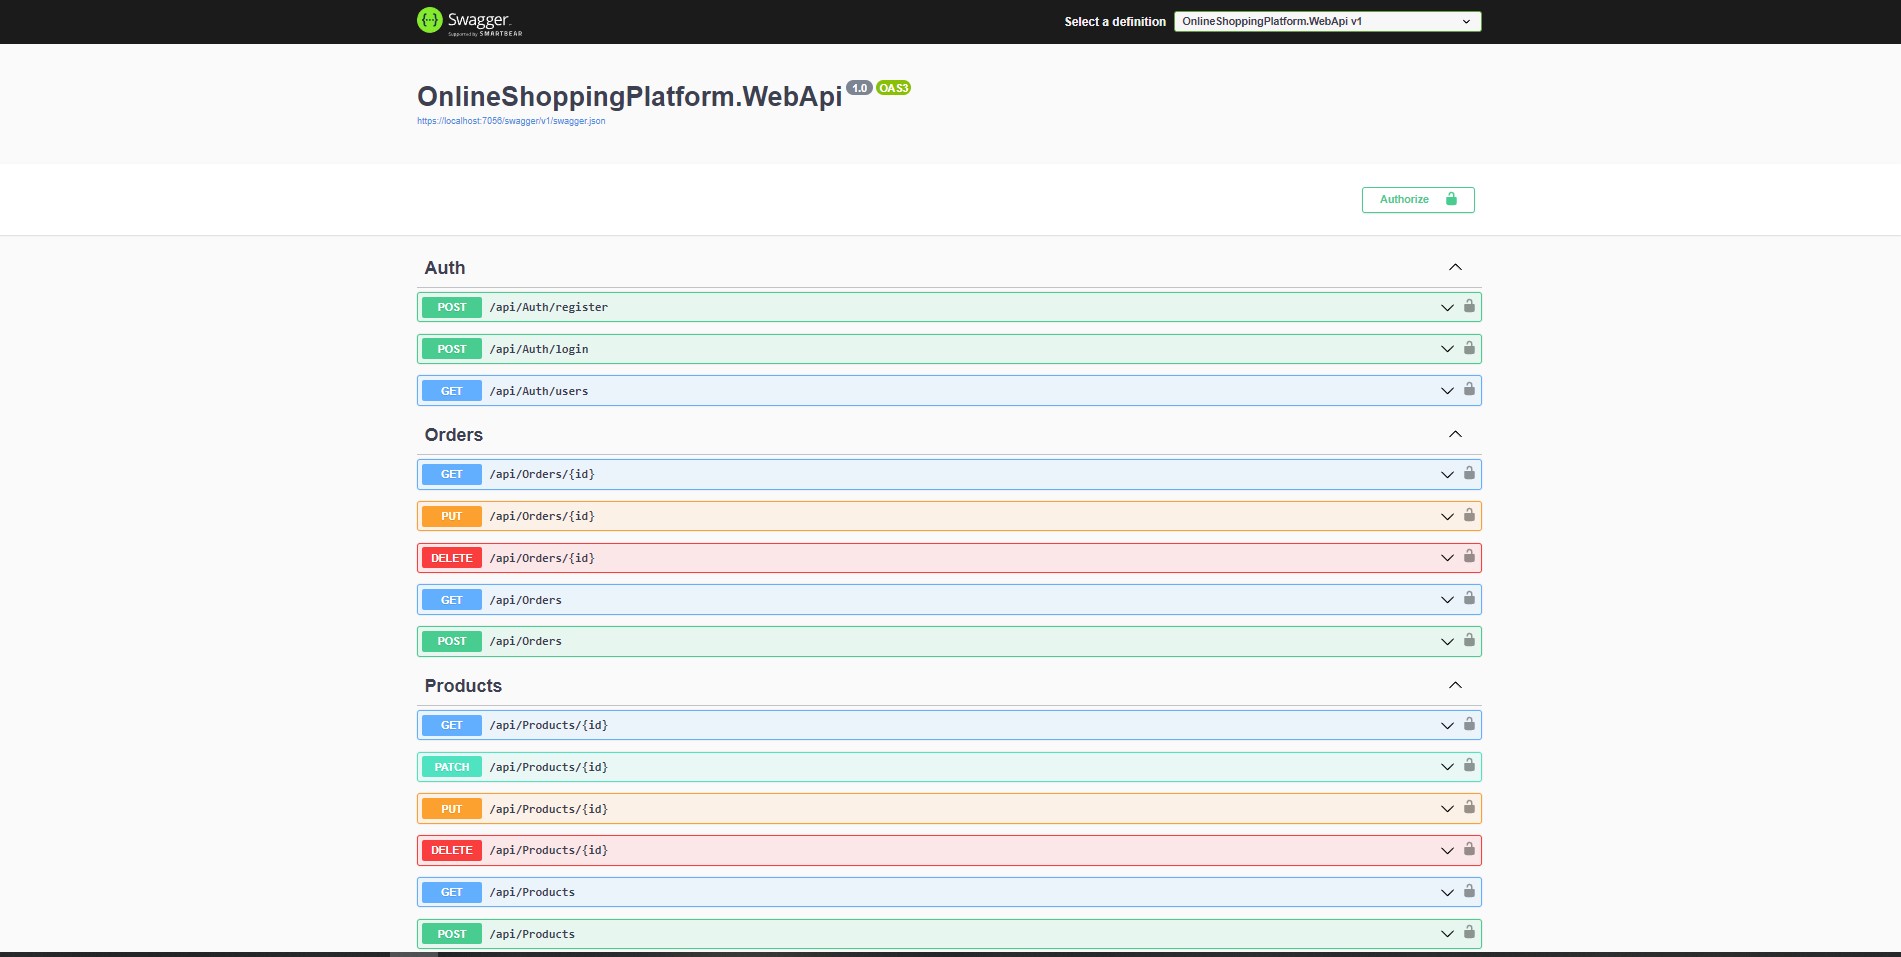 Swagger
Supported by SMARTBEAR
Select a definition
OnlineShoppingPlatform.WebApi v1
OnlineShoppingPlatform.WebApi 1.0 OAS3
https://localhost:7056/swagger/v1/swagger.json
Authorize
Auth
POST /api/Auth/register
POST /api/Auth/login
GET /api/Auth/users
Orders
GET /api/Orders/{id}
PUT /api/Orders/{id}
DELETE /api/Orders/{id}
GET /api/Orders
POST /api/Orders
Products
GET /api/Products/{id}
PATCH /api/Products/{id}
PUT /api/Products/{id}
DELETE /api/Products/{id}
GET /api/Products
POST /api/Products